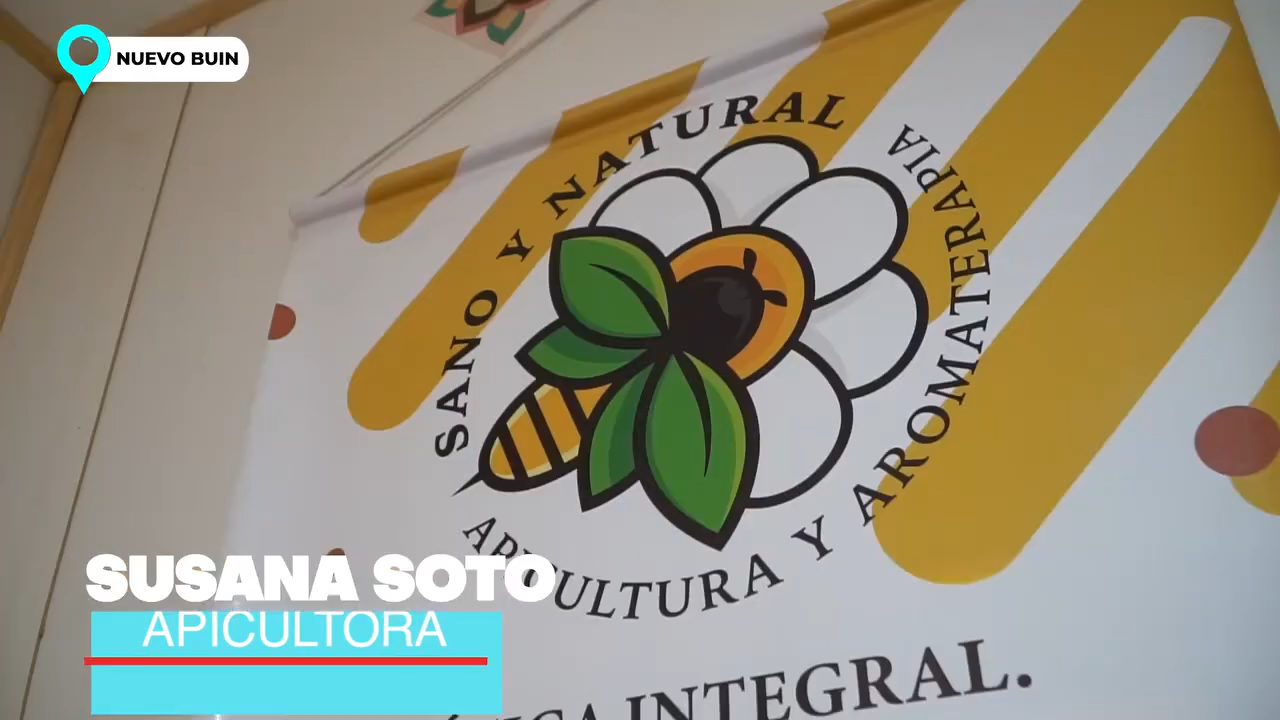 NUEVO BUIN
SANO Y NATURAL
APICULTURA Y AROMATERAPIA
INTEGRAL.
SUSANA SOTO
APICULTORA